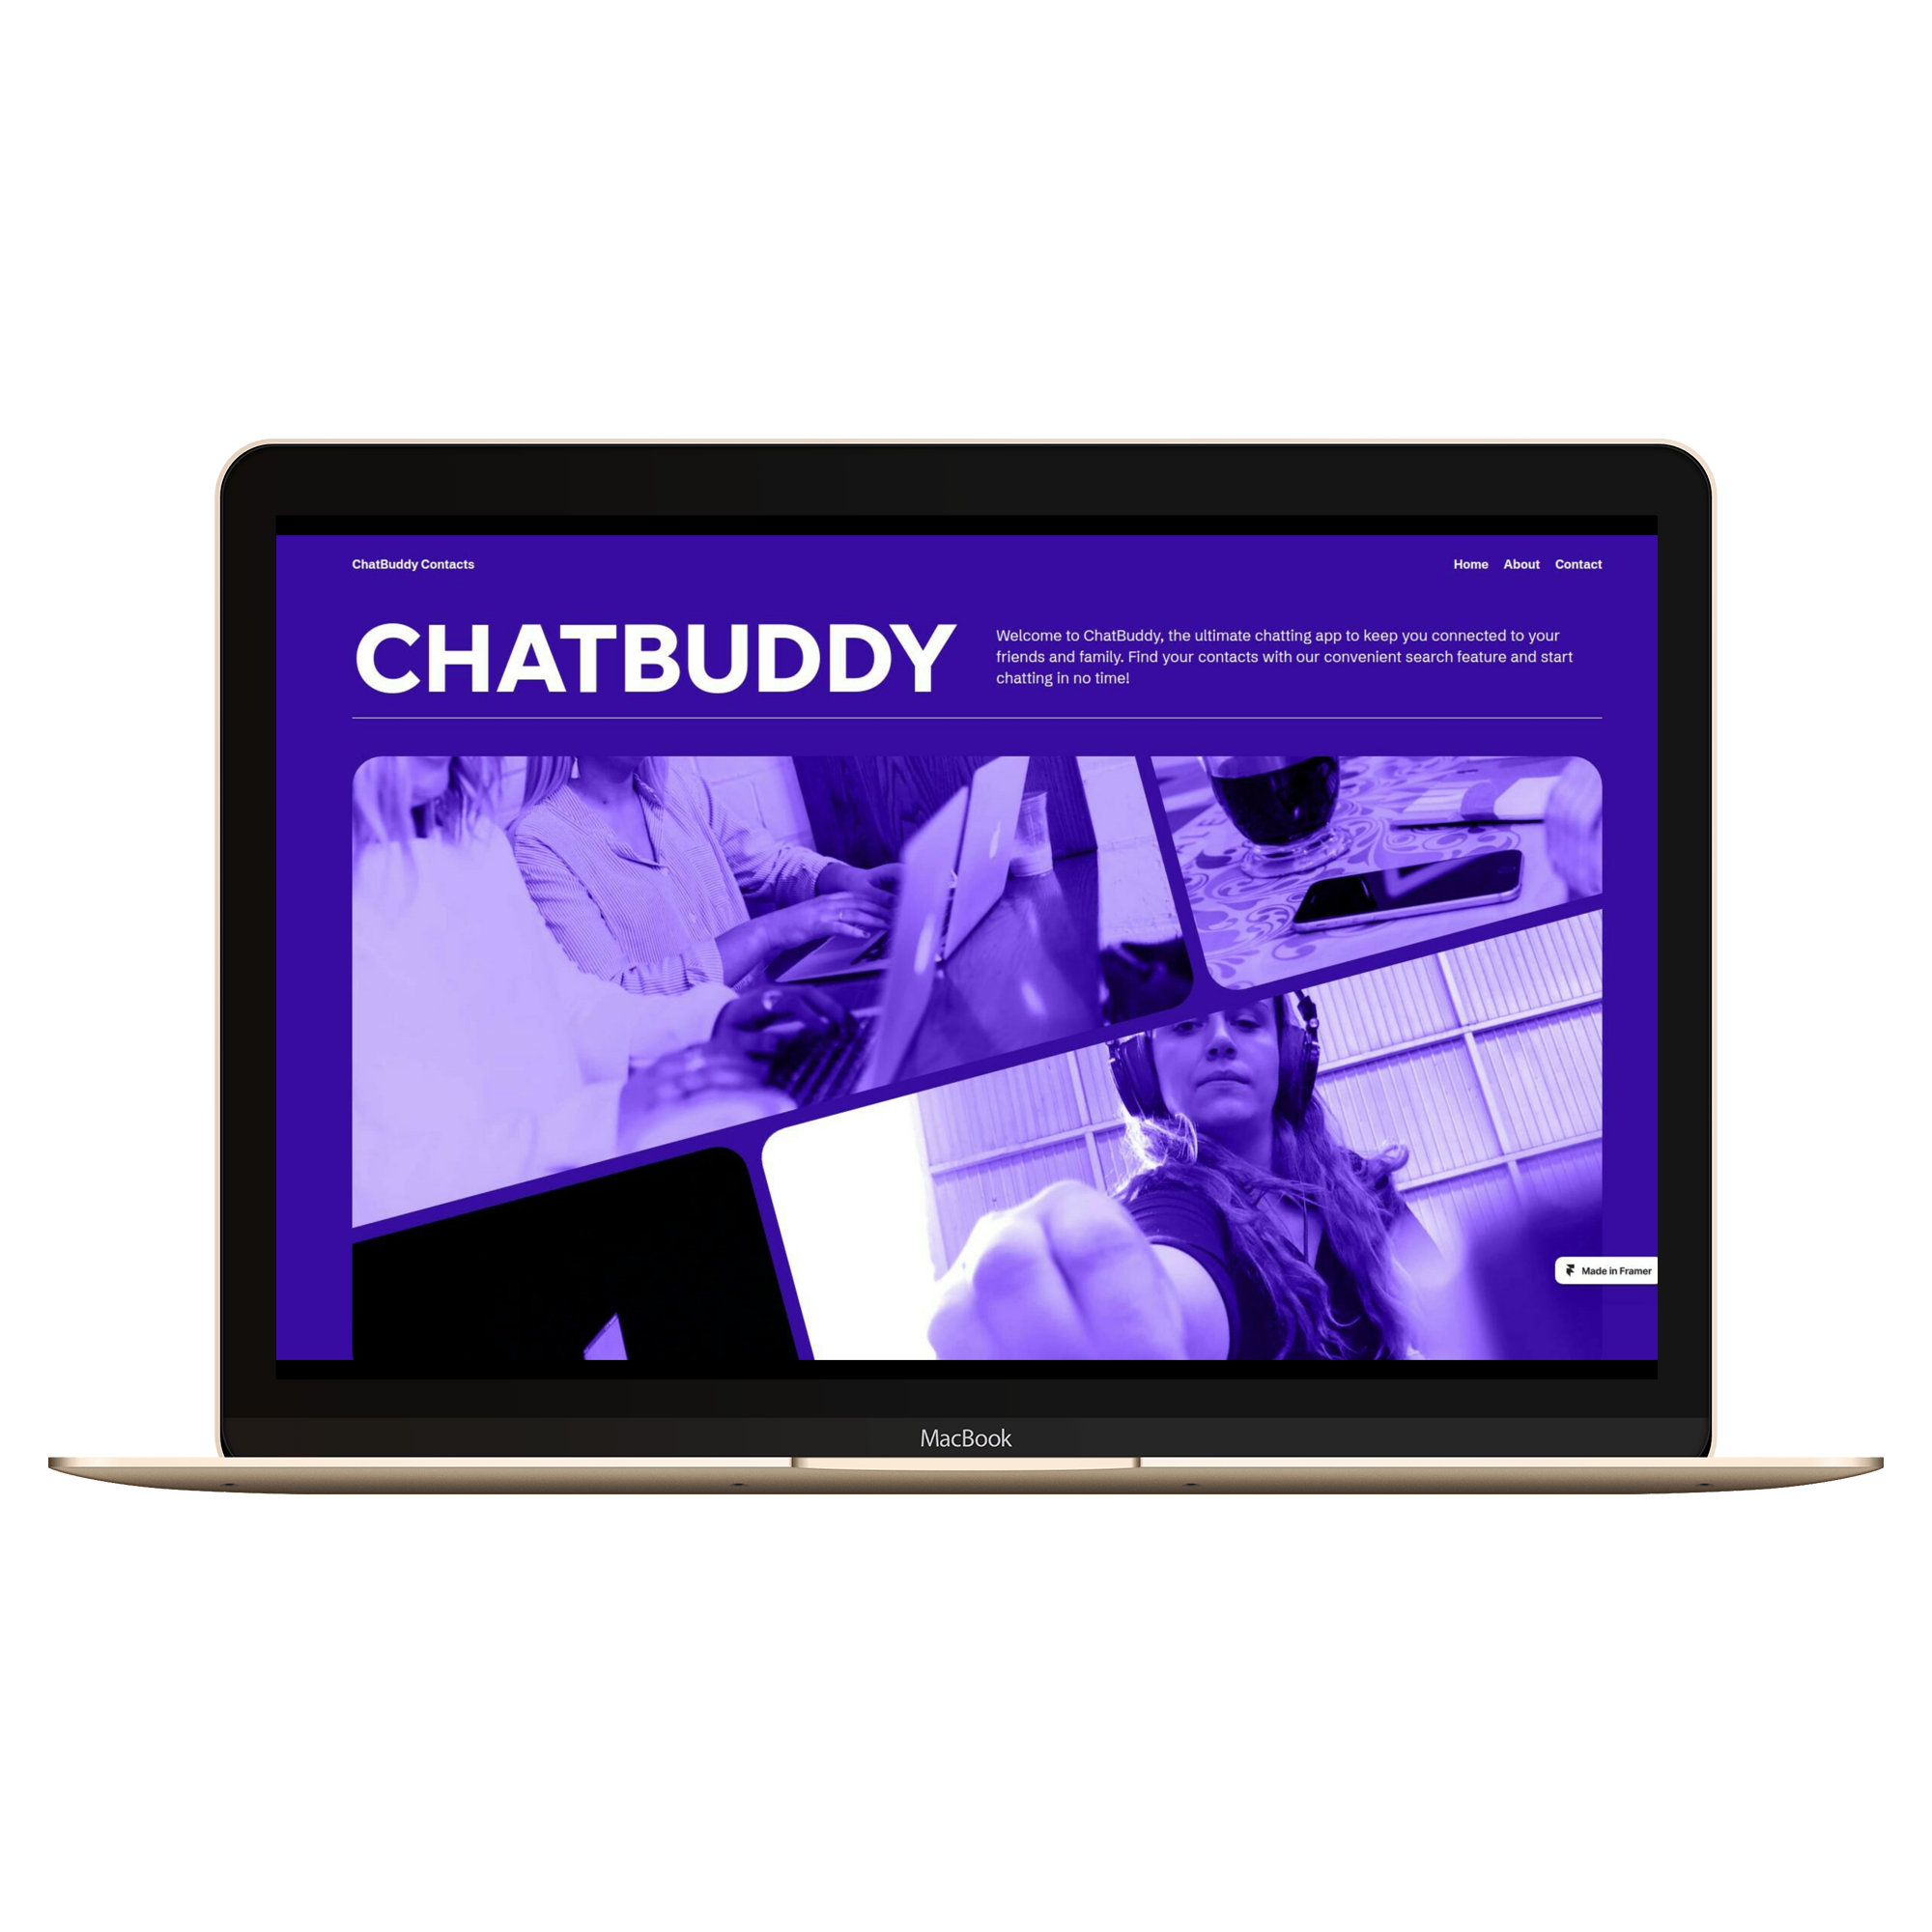 ChatBuddy Contacts
Home About Contact
CHATBUDDY
Welcome to ChatBuddy, the ultimate chatting app to keep you connected to your
friends and family. Find your contacts with our convenient search feature and start
chatting in no time!
Made in Framer
MacBook